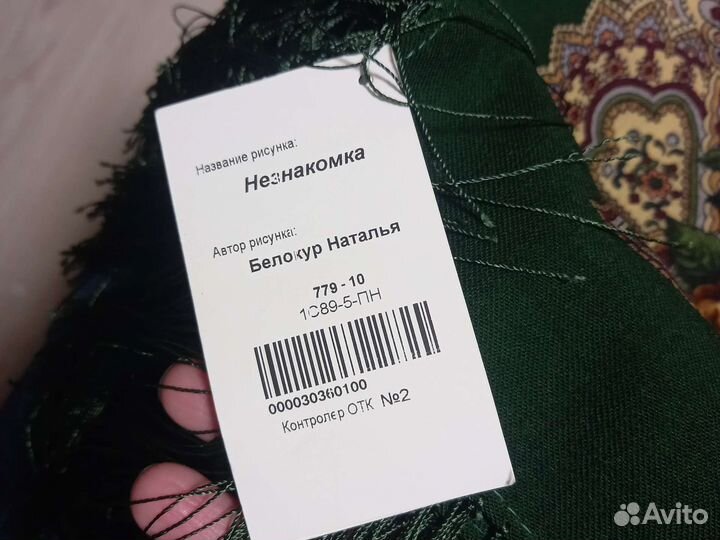 Название рисунка:
Незнакомка
Автор рисунка:
Белокур Наталья
779 - 10
1С89-5-ПН
000030360100
Контролер ОТК №2
Avito